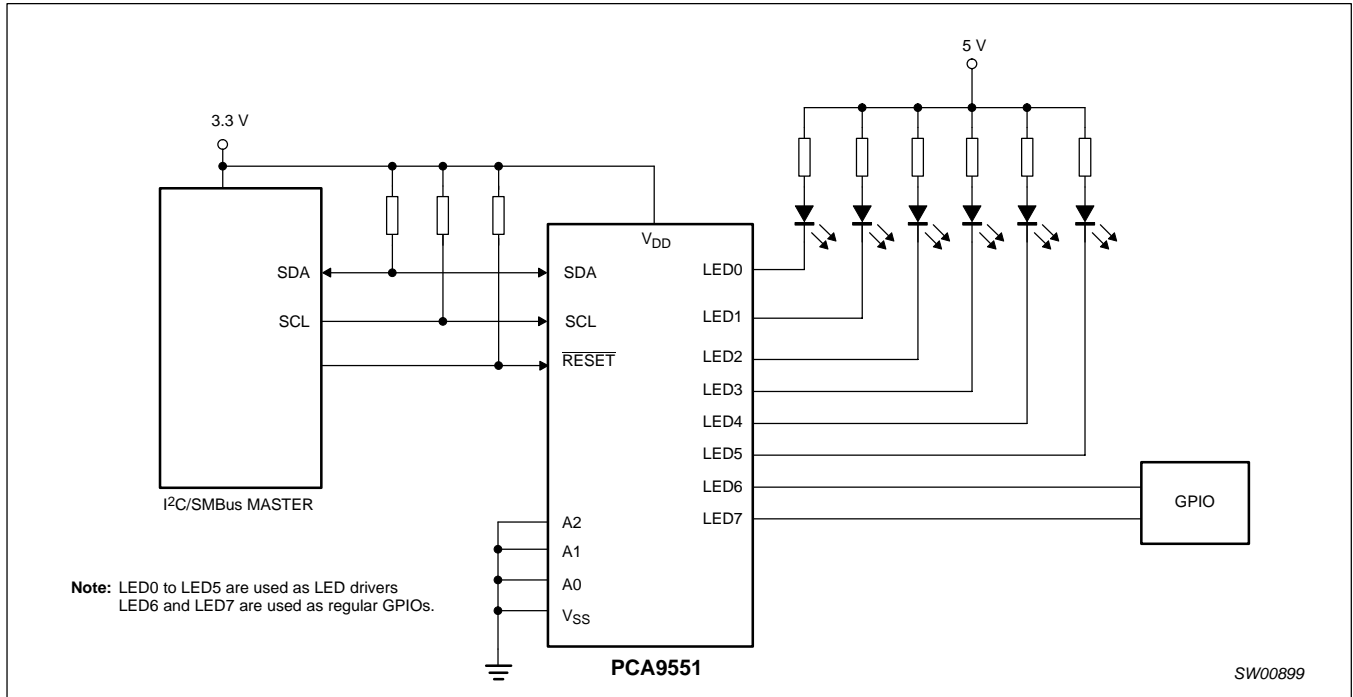 5 V
3.3 V
VDD
SDA
SDA
LED0
SCL
SCL
LED1
RESET
LED2
LED3
LED4
LED5
LED6
GPIO
LED7
I2C/SMBus MASTER
A2
A1
A0
VSS
Note: LED0 to LED5 are used as LED drivers
LED6 and LED7 are used as regular GPIOs.
PCA9551
SW00899